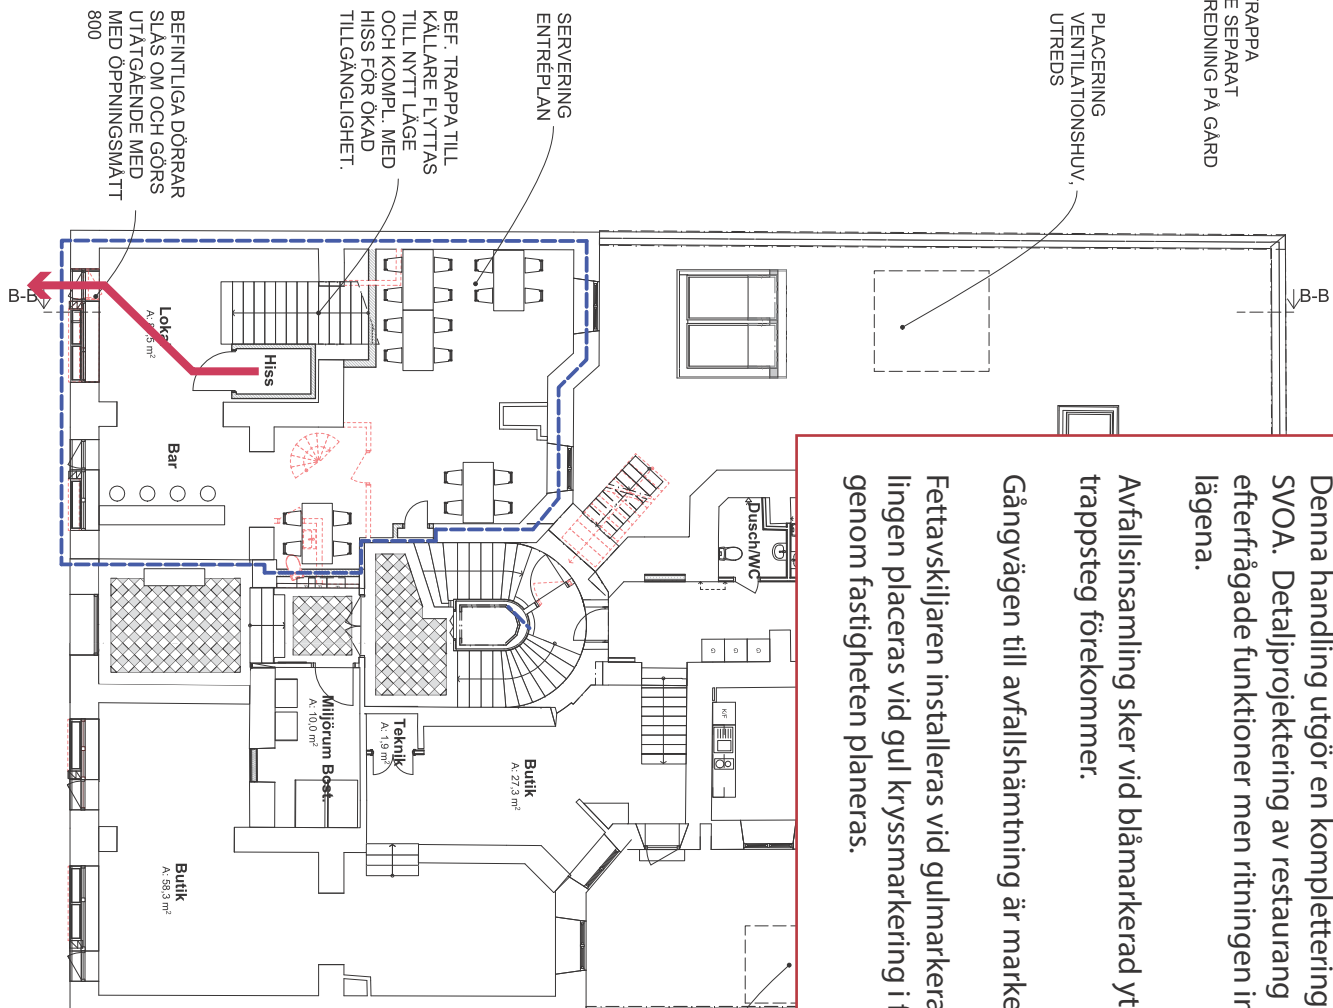 TRAPPA
E SEPARAT
REDNING PÅ GÅRD
PLACERING
VENTILATIONSHUV,
UTREDS
SERVERING
ENTRÉPLAN
BEF. TRAPPA TILL
KÄLLARE FLYTTAS
TILL NYTT LÄGE
OCH KOMPL. MED
HISS FÖR ÖKAD
TILLGÄNGLIGHET.
BEFINTLIGA DÖRRAR
SLÅS OM OCH GÖRS
UTÅTGÅENDE MED
MED ÖPPNINGSMÅTT
800
B-B
B-B
Hiss
Bar
Dusch/WC
G
G
G
K/F
Miljörum Bost.
A: 10,0 m²
Teknik
A: 1,9 m²
Butik
A: 27,3 m²
Butik
A: 58,3 m²
Denna handling utgör en komplettering
SVOA. Detaljprojektering av restaurang
efterfrågade funktioner men ritningen
lägena.
Avfallsinsamling sker vid blåmarkerad
trappsteg förekommer.
Gångvägen till avfallshämtning är
Fettavskiljaren installeras vid
lingen placeras vid gul kryssmarkering i
genom fastigheten planeras.